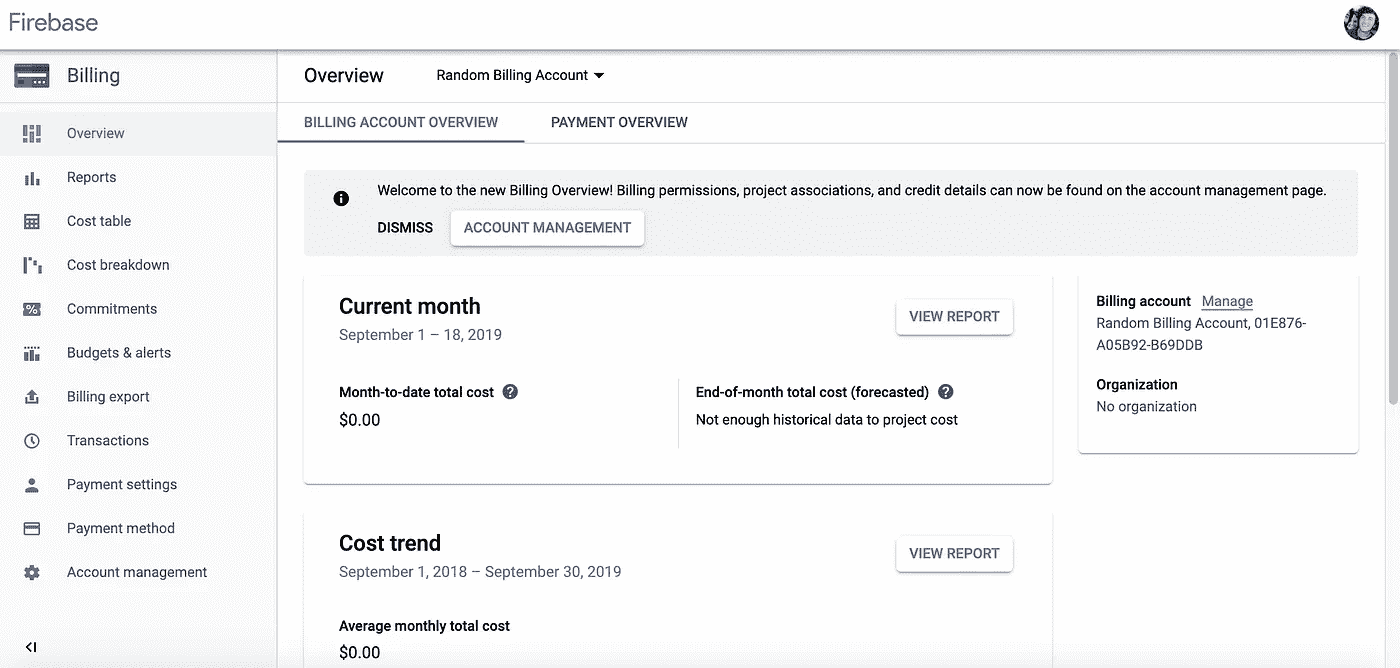 Firebase
Billing
Overview
Reports
Cost table
Cost breakdown
Commitments
Budgets & alerts
Billing export
Transactions
Payment settings
Payment method
Account management
Overview
Random Billing Account
BILLING ACCOUNT OVERVIEW
PAYMENT OVERVIEW
Welcome to the new Billing Overview! Billing permissions, project associations, and credit details can now be found on the account management page.
DISMISS
ACCOUNT MANAGEMENT
Current month
September 1 – 18, 2019
VIEW REPORT
Month-to-date total cost
$0.00
End-of-month total cost (forecasted)
Not enough historical data to project cost
Billing account Manage
Random Billing Account, 01E876-
A05B92-B69DDB
Organization
No organization
Cost trend
September 1, 2018 – September 30, 2019
VIEW REPORT
Average monthly total cost
$0.00